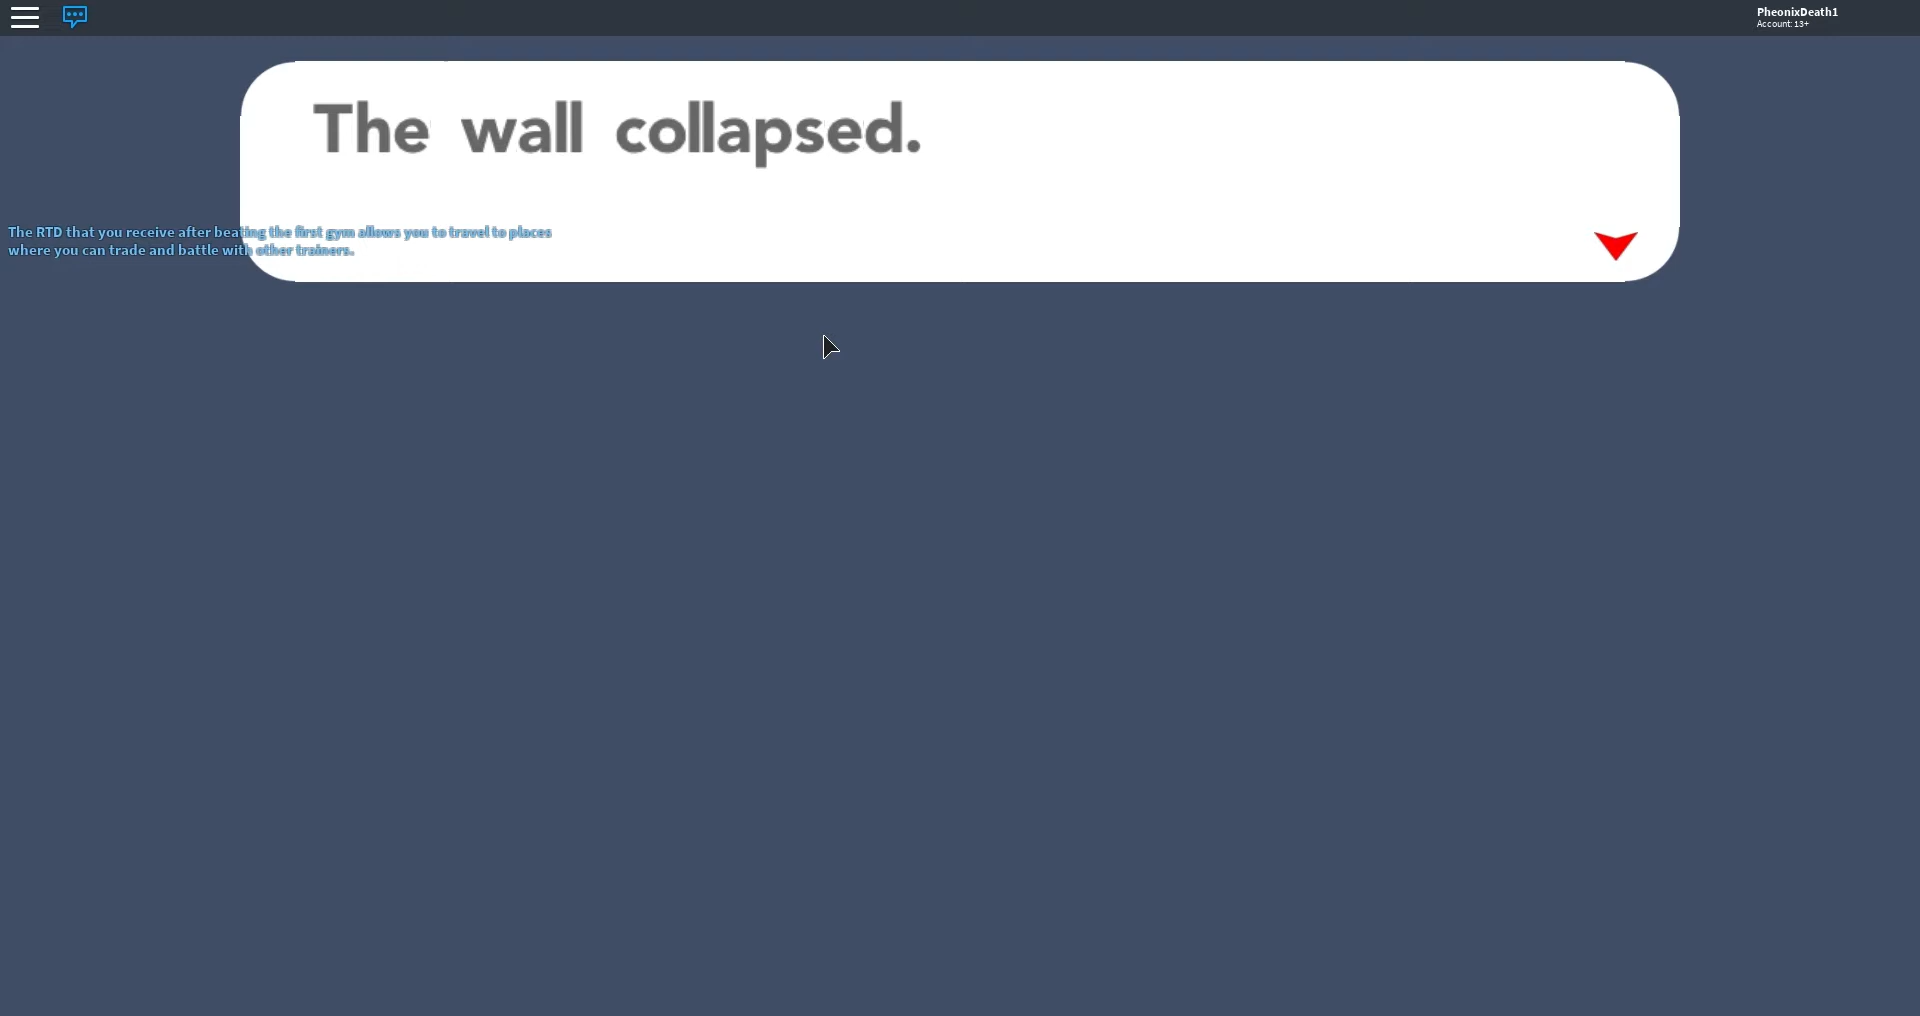 PheonixDeath1
Account: 13+
The wall collapsed.
The RTD that you receive after beating the first gym allows you to travel to places
where you can trade and battle with other trainers.